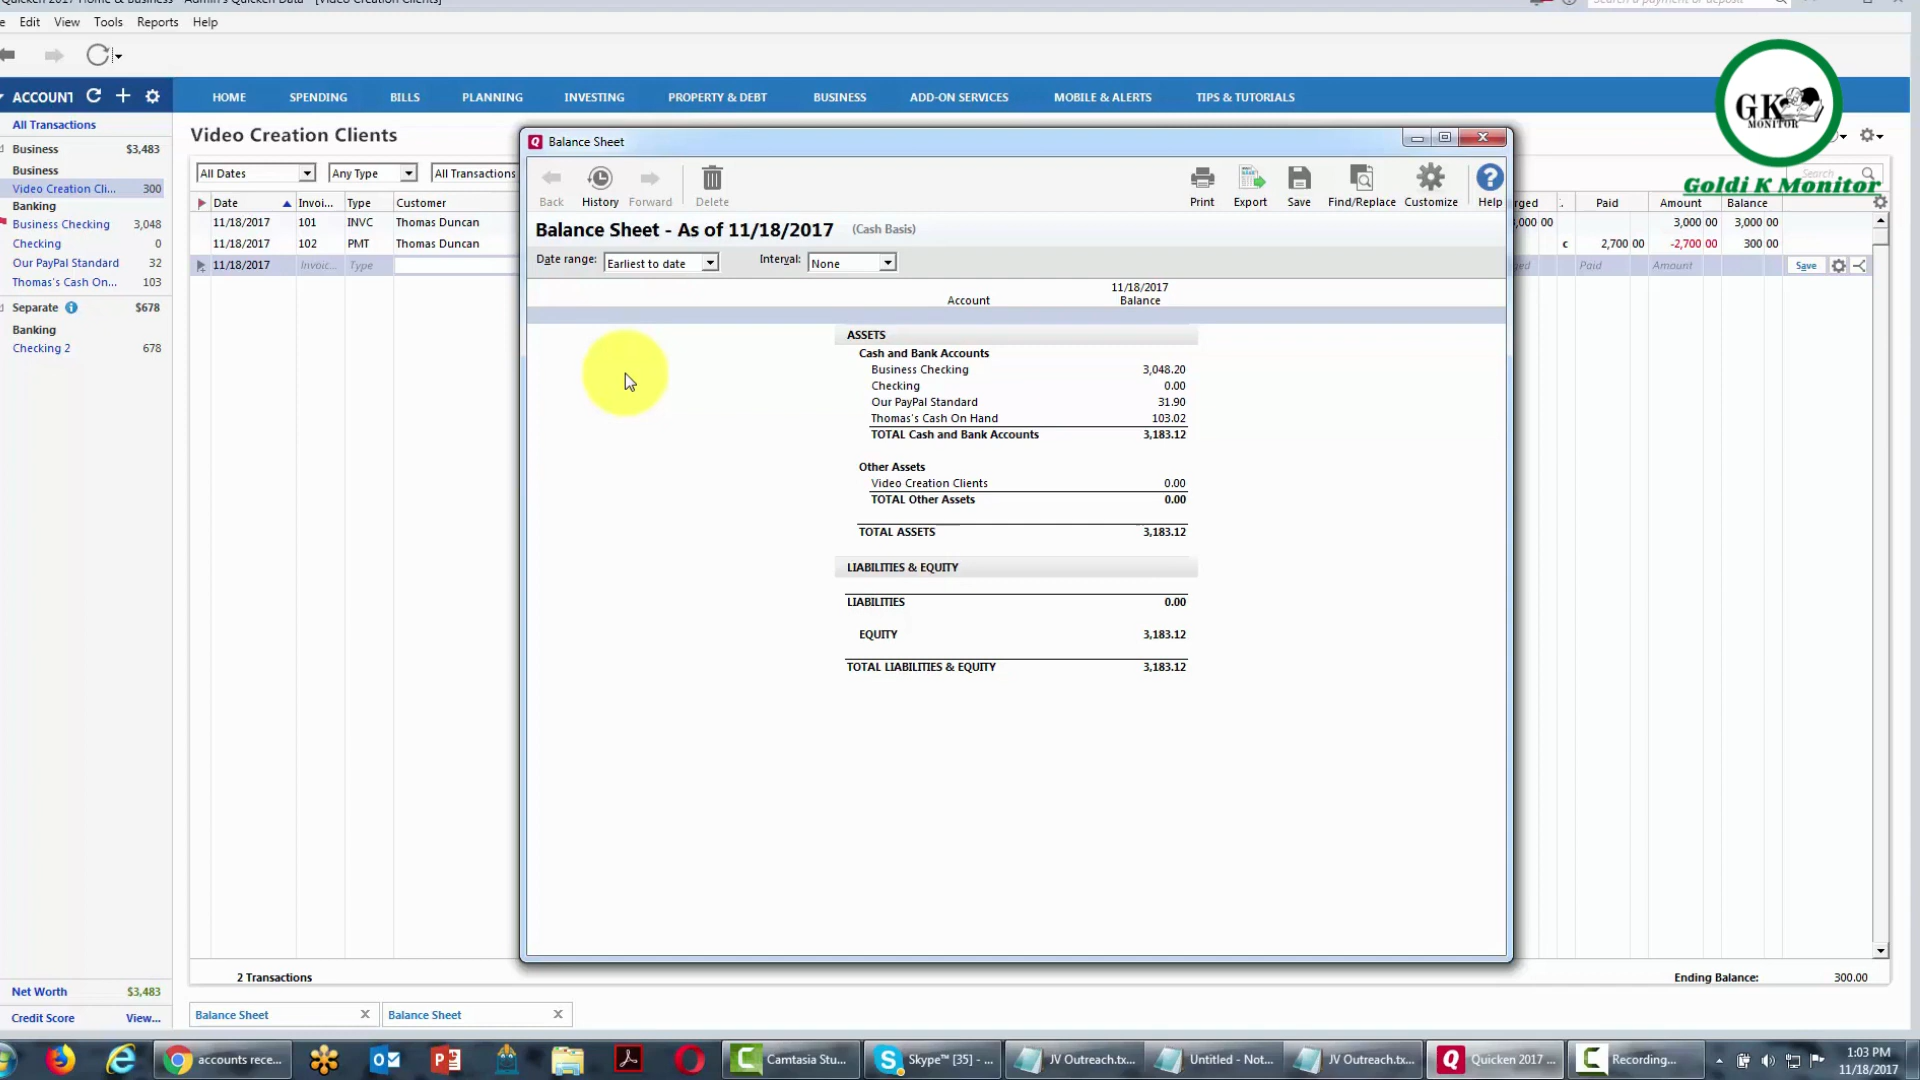 Quicken 2017 Home & Business - Admin's Quicken Data - [Video Creation Clients]
Edit View Tools Reports Help
ACCOUNT
HOME SPENDING BILLS PLANNING INVESTING PROPERTY & DEBT BUSINESS ADD-ON SERVICES MOBILE & ALERTS TIPS & TUTORIALS
GK
MONITOR
Goldi K Monitor
All Transactions
Business $3,483
Business
Video Creation Cli... 300
Banking
Business Checking 3,048
Checking 0
Our PayPal Standard 32
Thomas's Cash On... 103
Separate $678
Banking
Checking 2 678
Net Worth $3,483
Credit Score View...
Video Creation Clients
All Dates Any Type All Transactions
Date Invoi... Type Customer
11/18/2017 101 INVC Thomas Duncan
11/18/2017 102 PMT Thomas Duncan
11/18/2017 Invoic... Type
Paid Amount Balance
3,000 00 3,000 00
c 2,700 00 -2,700 00 300 00
Paid Amount Save
Balance Sheet
Back History Forward Delete Print Export Save Find/Replace Customize Help
Balance Sheet - As of 11/18/2017 (Cash Basis)
Date range: Earliest to date Interval: None
11/18/2017
Account Balance
ASSETS
Cash and Bank Accounts
Business Checking 3,048.20
Checking 0.00
Our PayPal Standard 31.90
Thomas's Cash On Hand 103.02
TOTAL Cash and Bank Accounts 3,183.12
Other Assets
Video Creation Clients 0.00
TOTAL Other Assets 0.00
TOTAL ASSETS 3,183.12
LIABILITIES & EQUITY
LIABILITIES 0.00
EQUITY 3,183.12
TOTAL LIABILITIES & EQUITY 3,183.12
2 Transactions Ending Balance: 300.00
Balance Sheet x Balance Sheet x
accounts rece... Camtasia Stu... Skype™ [35] - ... JV Outreach.tx... Untitled - Not... JV Outreach.tx... Quicken 2017 ... Recording...
1:03 PM
11/18/2017